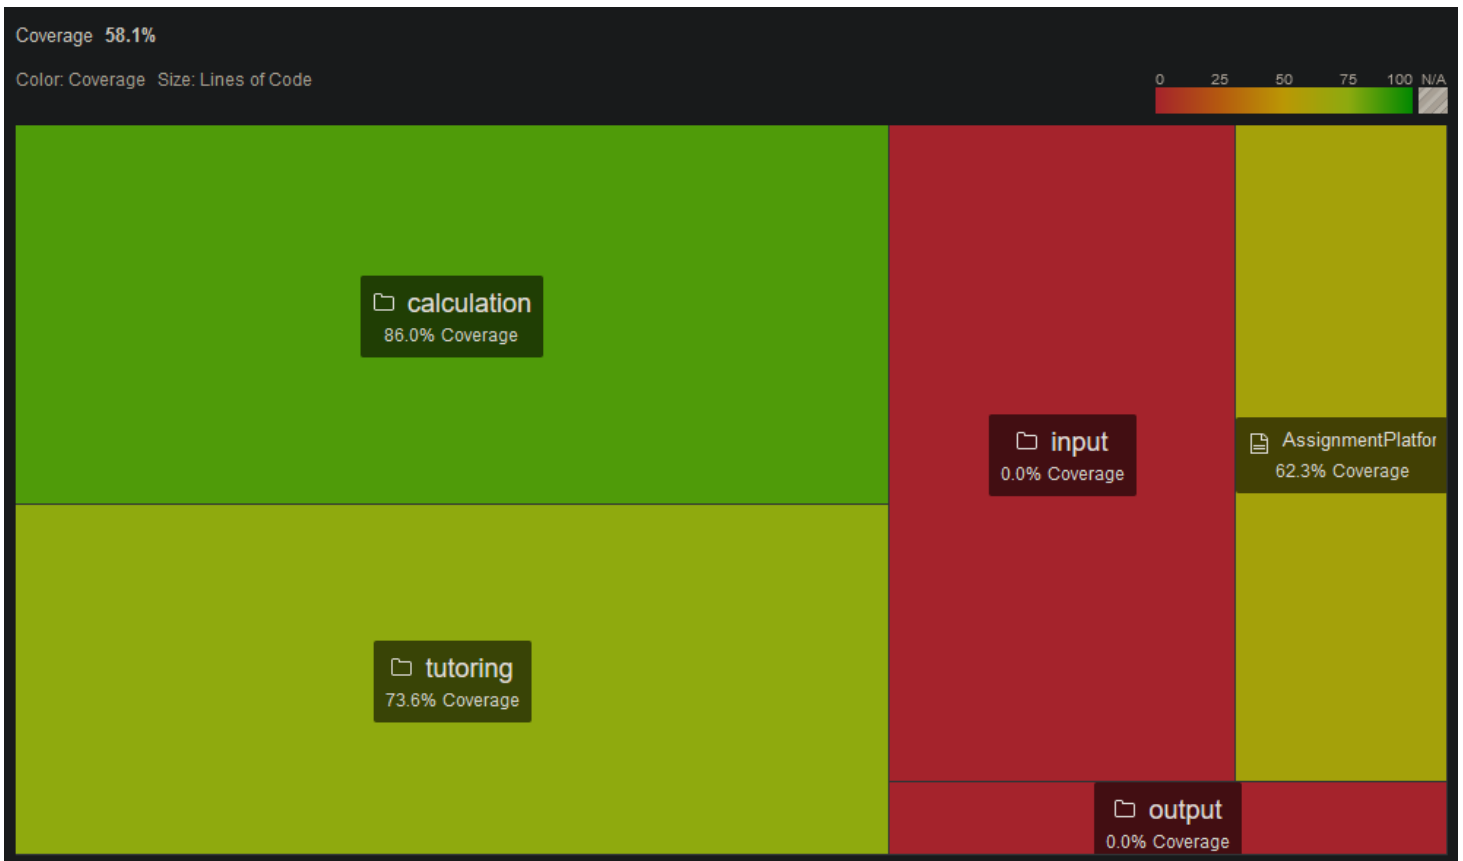 Coverage 58.1%
Color: Coverage Size: Lines of Code
0 25 50 75 100 N/A
calculation
86.0% Coverage
input
0.0% Coverage
AssignmentPlatfor
62.3% Coverage
tutoring
73.6% Coverage
output
0.0% Coverage